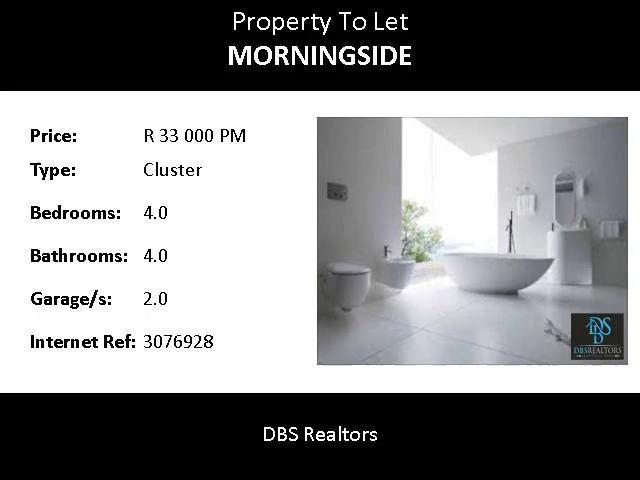 Property To Let
MORNINGSIDE
Price: R 33 000 PM
Type: Cluster
Bedrooms: 4.0
Bathrooms: 4.0
Garage/s: 2.0
Internet Ref: 3076928
DBS
DBSREALTORS
DBS Realtors